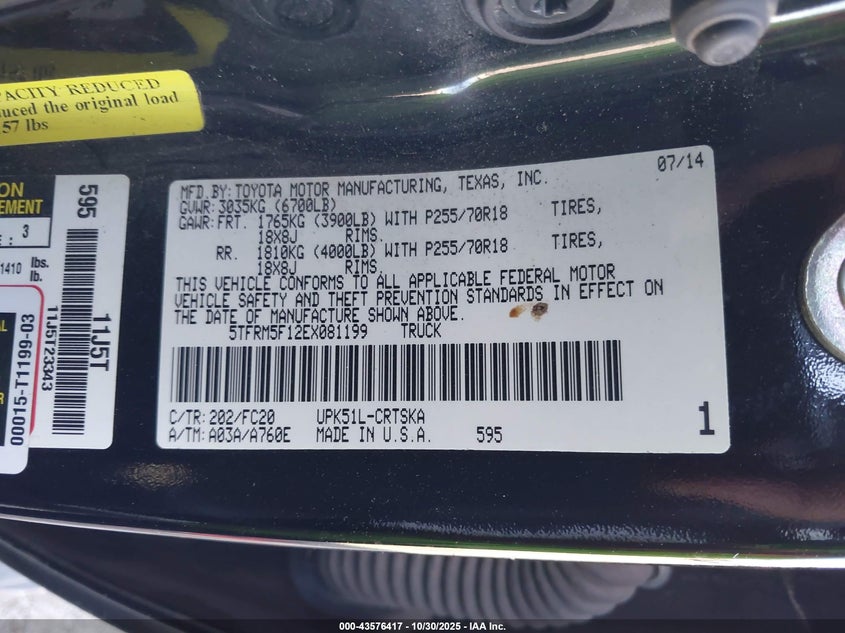 PACITY REDUCED
duced the original load
57 lbs
ON
EMENT
E : 3
1410 lbs.
lb.
595
11J5T
11J5T23343
00015-T1199-03
AL
R
07/14
MFD.BY:TOYOTA MOTOR MANUFACTURING, TEXAS, INC.
GVWR:3035KG (6700LB)
GAWR:FRT. 1765KG (3900LB) WITH P255/70R18 TIRES,
18X8J RIMS.
RR. 1810KG (4000LB) WITH P255/70R18 TIRES,
18X8J RIMS.
THIS VEHICLE CONFORMS TO ALL APPLICABLE FEDERAL MOTOR
VEHICLE SAFETY AND THEFT PREVENTION STANDARDS IN EFFECT ON
THE DATE OF MANUFACTURE SHOWN ABOVE.
5TFRM5F12EX081199 TRUCK
C/TR:202/FC20 UPK51L-CRTSKA
A/TM:A03A/A760E MADE IN U.S.A. 595
1
000-43576417 - 10/30/2025 - IAA Inc.